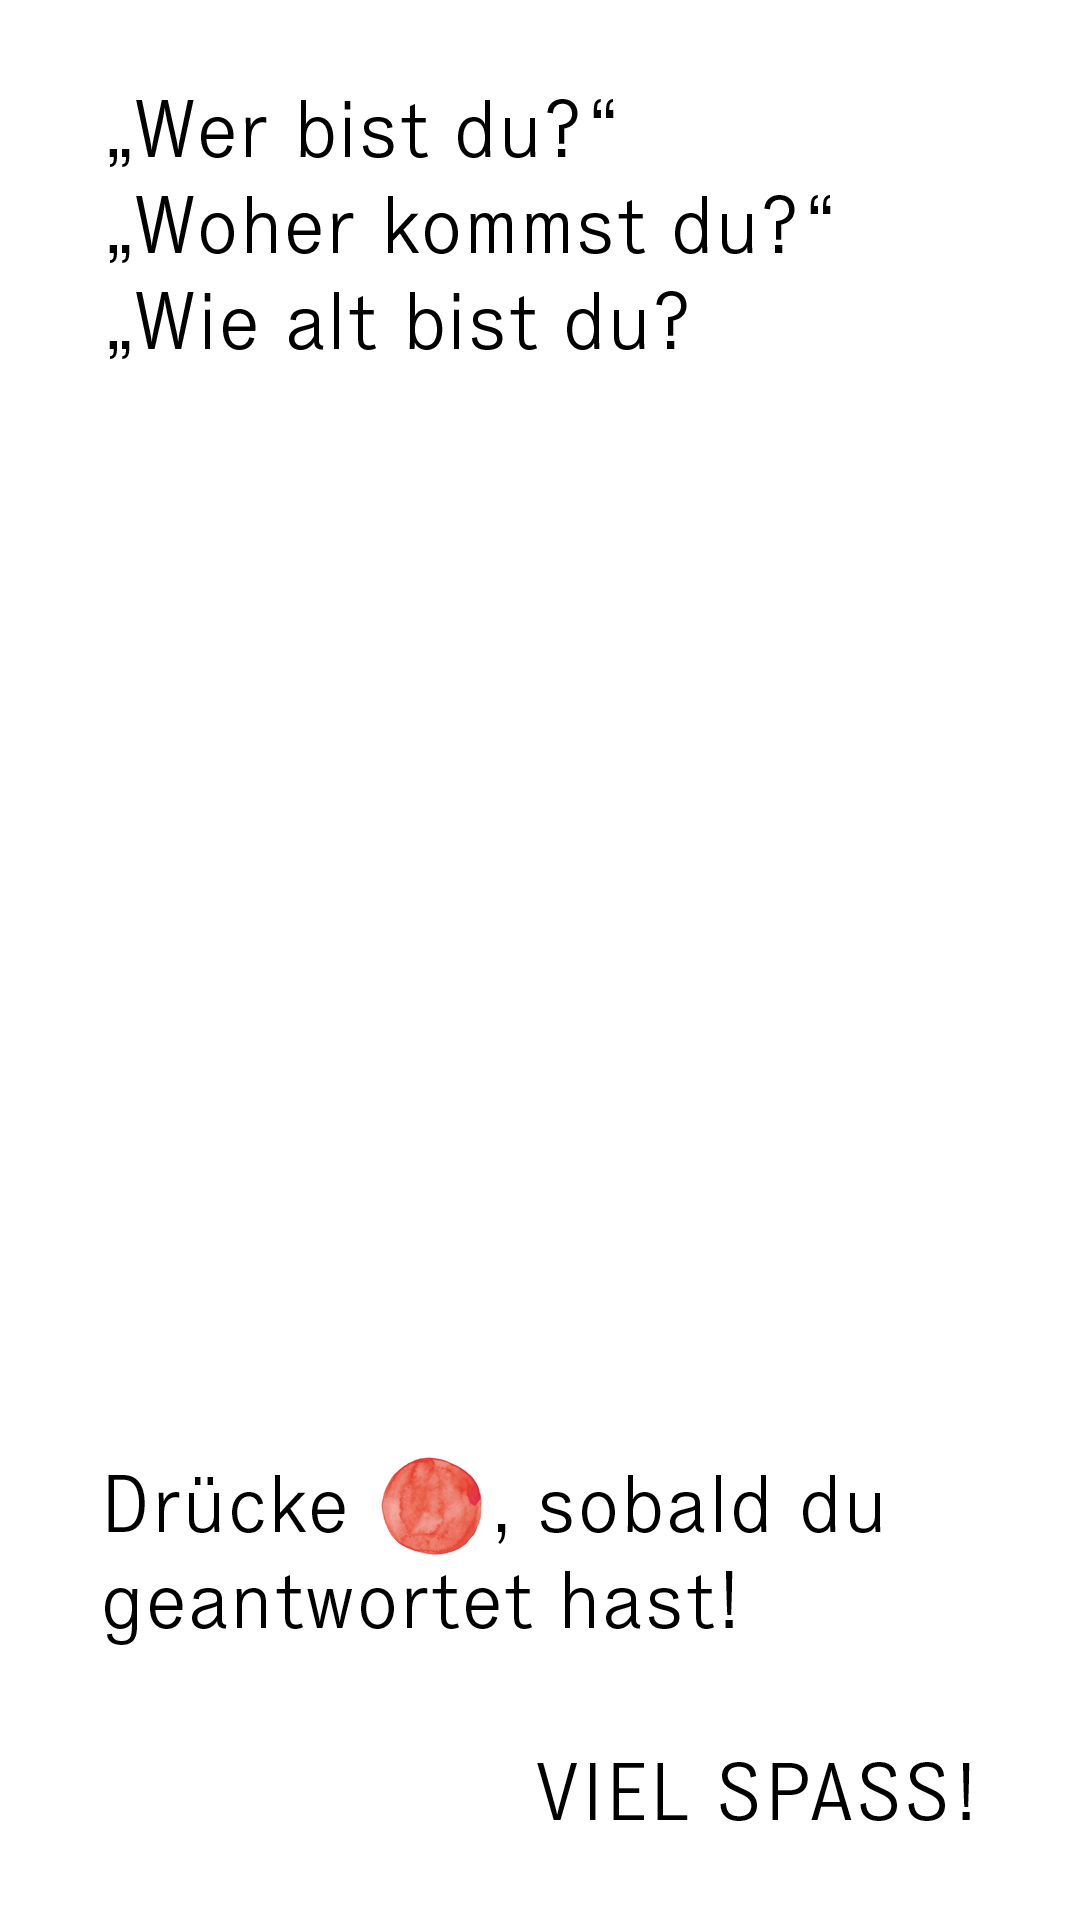 „Wer bist du?“
„Woher kommst du?“
„Wie alt bist du?
Drücke , sobald du
geantwortet hast!
VIEL SPASS!